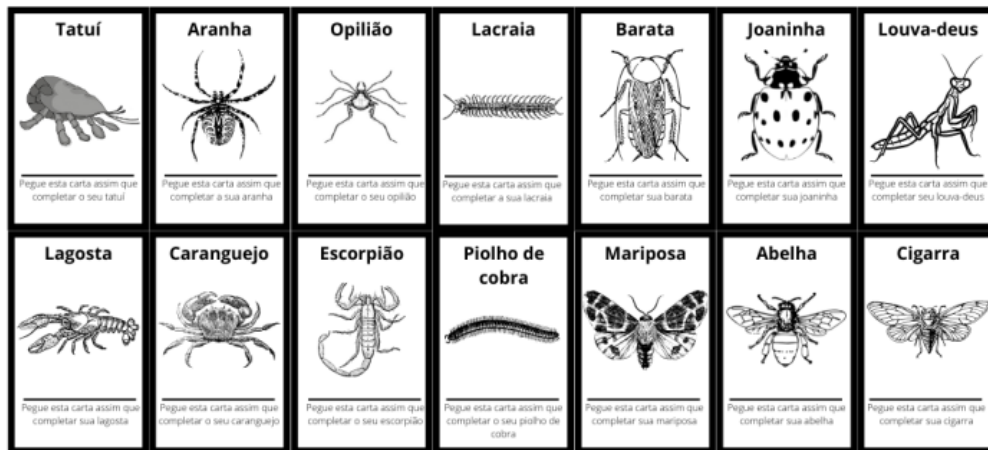 Tatuí
Pegue esta carta assim que
completar o seu tatuí
Aranha
Pegue esta carta assim que
completar a sua aranha
Opilião
Pegue esta carta assim que
completar o seu opilião
Lacraia
Pegue esta carta assim que
completar a sua lacraia
Barata
Pegue esta carta assim que
completar sua barata
Joaninha
Pegue esta carta assim que
completar sua joaninha
Louva-deus
Pegue esta carta assim que
completar seu louva-deus
Lagosta
Pegue esta carta assim que
completar sua lagosta
Caranguejo
Pegue esta carta assim que
completar o seu caranguejo
Escorpião
Pegue esta carta assim que
completar o seu escorpião
Piolho de
cobra
Pegue esta carta assim que
completar o seu piolho de
cobra
Mariposa
Pegue esta carta assim que
completar sua mariposa
Abelha
Pegue esta carta assim que
completar sua abelha
Cigarra
Pegue esta carta assim que
completar sua cigarra